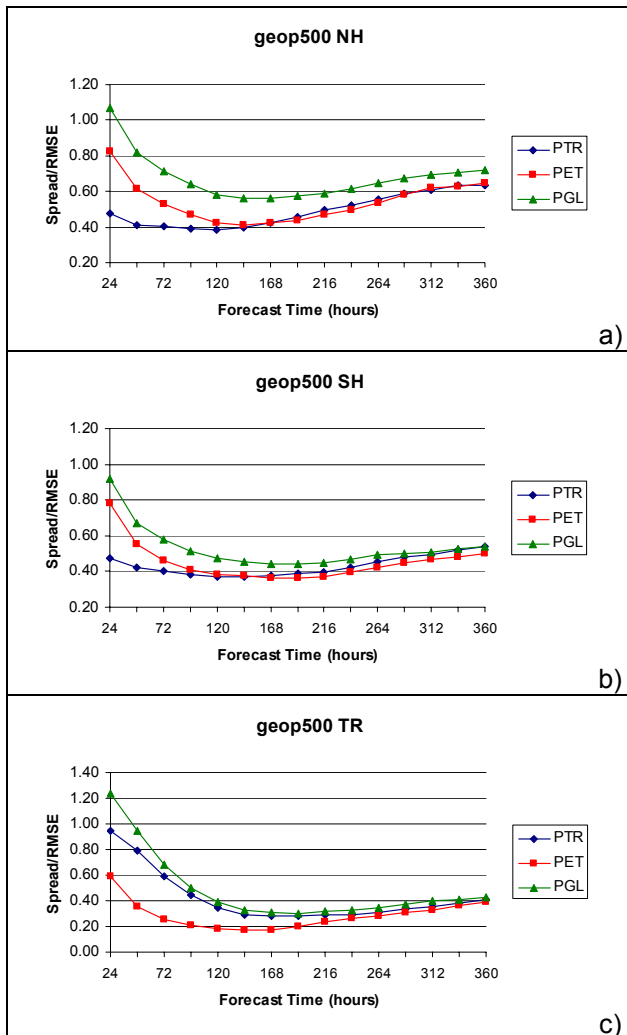 geop500 NH
1.20
1.00
0.80
0.60
0.40
0.20
Spread/RMSE
24 72 120 168 216 264 312 360
Forecast Time (hours)
PTR
PET
PGL
a)
geop500 SH
1.20
1.00
0.80
0.60
0.40
0.20
Spread/RMSE
24 72 120 168 216 264 312 360
Forecast Time (hours)
PTR
PET
PGL
b)
geop500 TR
1.40
1.20
1.00
0.80
0.60
0.40
0.20
0.00
Spread/RMSE
24 72 120 168 216 264 312 360
Forecast Time (hours)
PTR
PET
PGL
c)